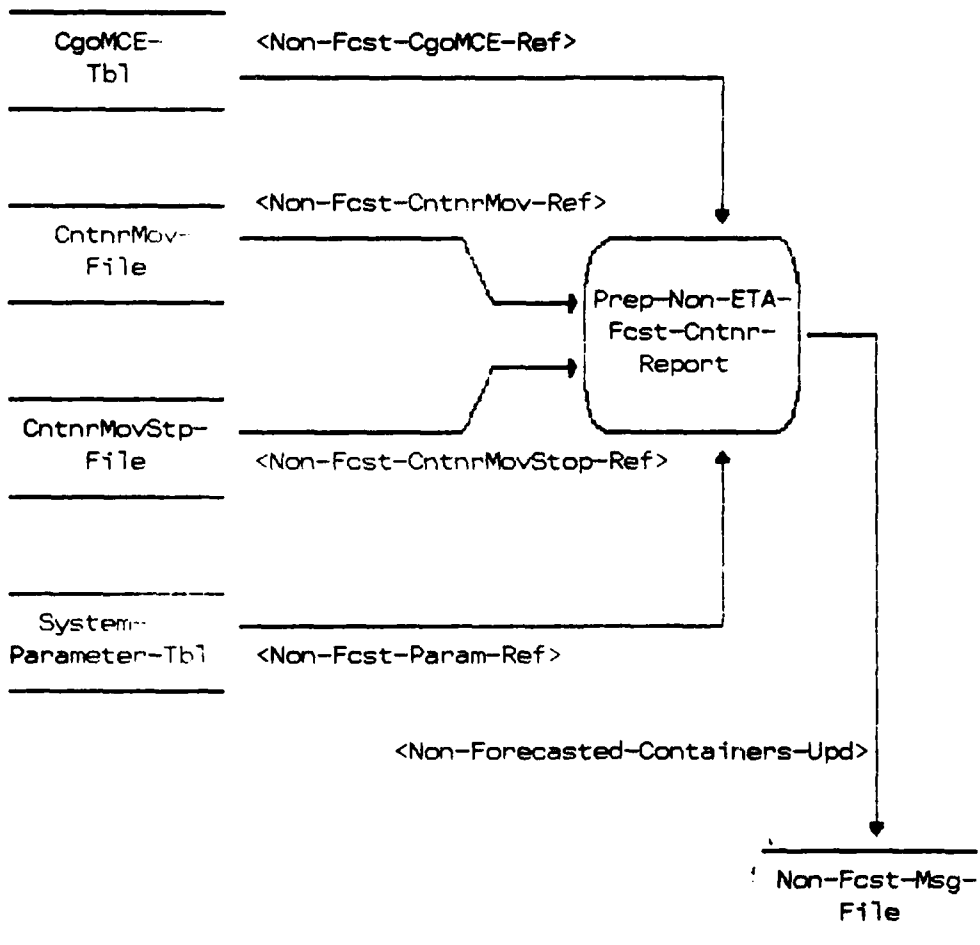 CgoMCE-
Tbl
<Non-Fcst-CgoMCE-Ref>
<Non-Fcst-CntnrMov-Ref>
CntnrMov-
File
Prep-Non-ETA-
Fcst-Cntnr-
Report
CntnrMovStp-
File
<Non-Fcst-CntnrMovStop-Ref>
System-
Parameter-Tbl
<Non-Fcst-Param-Ref>
<Non-Forecasted-Containers-Upd>
Non-Fcst-Msg-
File